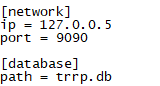 [network]
ip = 127.0.0.5
port = 9090

[database]
path = trrp.db